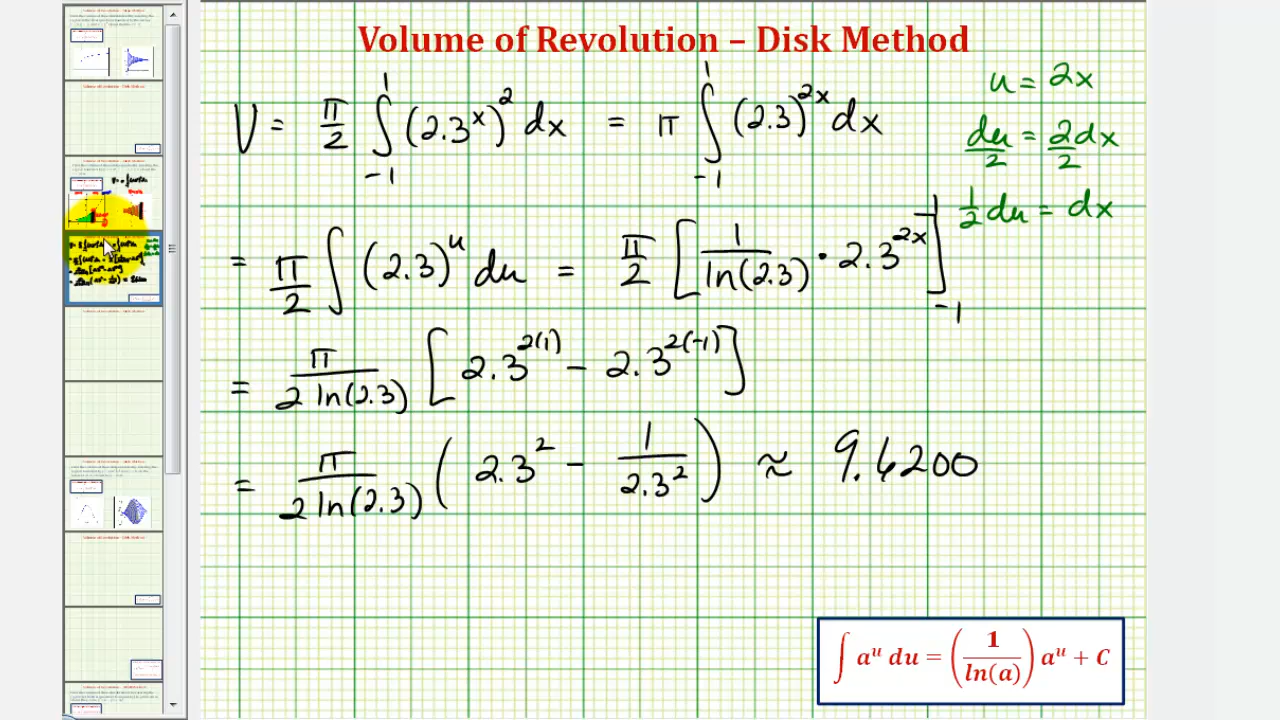 Volume of Revolution – Disk Method
V = π/2 ∫_{-1}^{1} (2.3^x)^2 dx = π ∫_{-1}^{1} (2.3)^{2x} dx
u = 2x
du/2 = 2dx/2
1/2 du = dx
= π/2 ∫ (2.3)^u du = π/2 [1/ln(2.3) · 2.3^{2x}]_{-1}^{1}
= π/(2 ln(2.3)) [2.3^{2(1)} − 2.3^{2(-1)}]
= π/(2 ln(2.3)) (2.3^2 − 1/2.3^2) ≈ 9.6200
∫ a^u du = (1/ln(a)) a^u + C